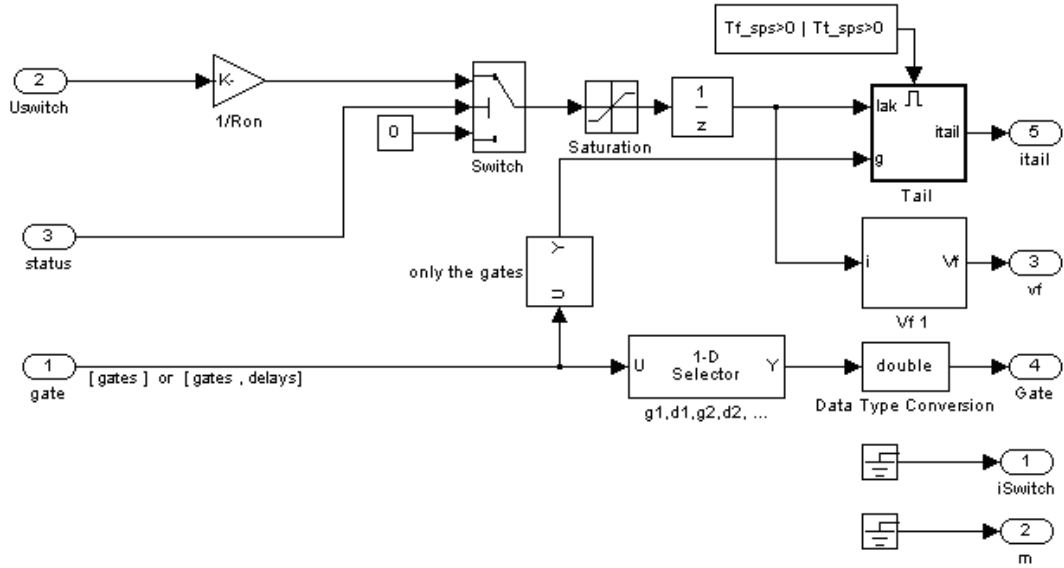 Tf_sps>0 | Tt_sps>0
2
Uswitch
K-
1/Ron
0
Switch
Saturation
1
z
Iak
g
itail
Tail
5
itail
3
status
only the gates
Y
U
i
Vf
Vf 1
3
vf
1
gate
[ gates ] or [ gates , delays]
U
1-D
Selector
Y
g1,d1,g2,d2, ...
double
Data Type Conversion
4
Gate
1
iSwitch
2
m